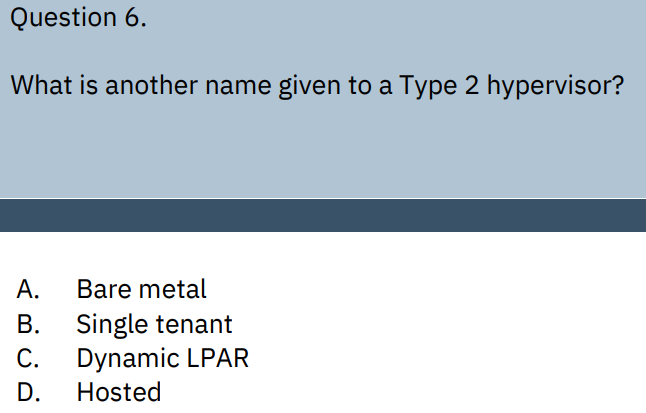 Question 6.
What is another name given to a Type 2 hypervisor?
A. Bare metal
B. Single tenant
C. Dynamic LPAR
D. Hosted